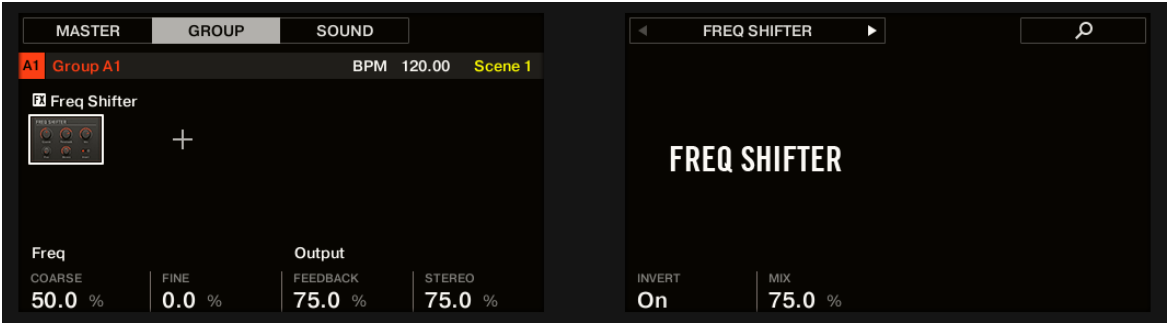 MASTER GROUP SOUND
A1 Group A1 BPM 120.00 Scene 1
FX Freq Shifter
FREQ SHIFTER
+
Freq Output
COARSE FINE FEEDBACK STEREO
50.0 % 0.0 % 75.0 % 75.0 %
FREQ SHIFTER
FREQ SHIFTER
INVERT MIX
On 75.0 %